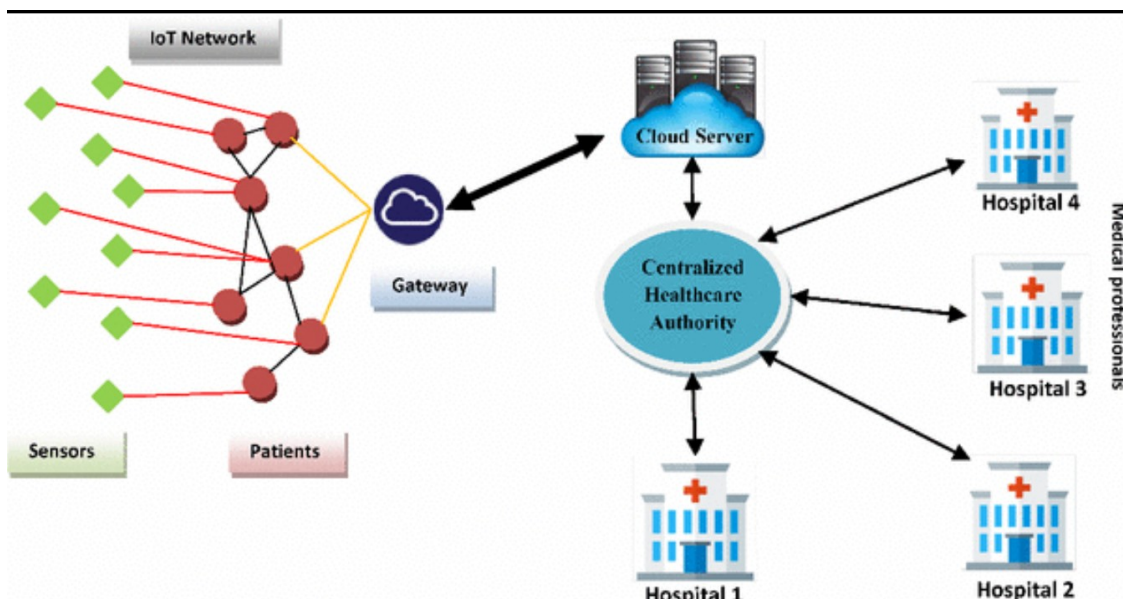 IoT Network
Cloud Server
Hospital 4
Medical professionals
Centralized
Healthcare
Authority
Gateway
Hospital 3
Sensors
Patients
Hospital 1
Hospital 2